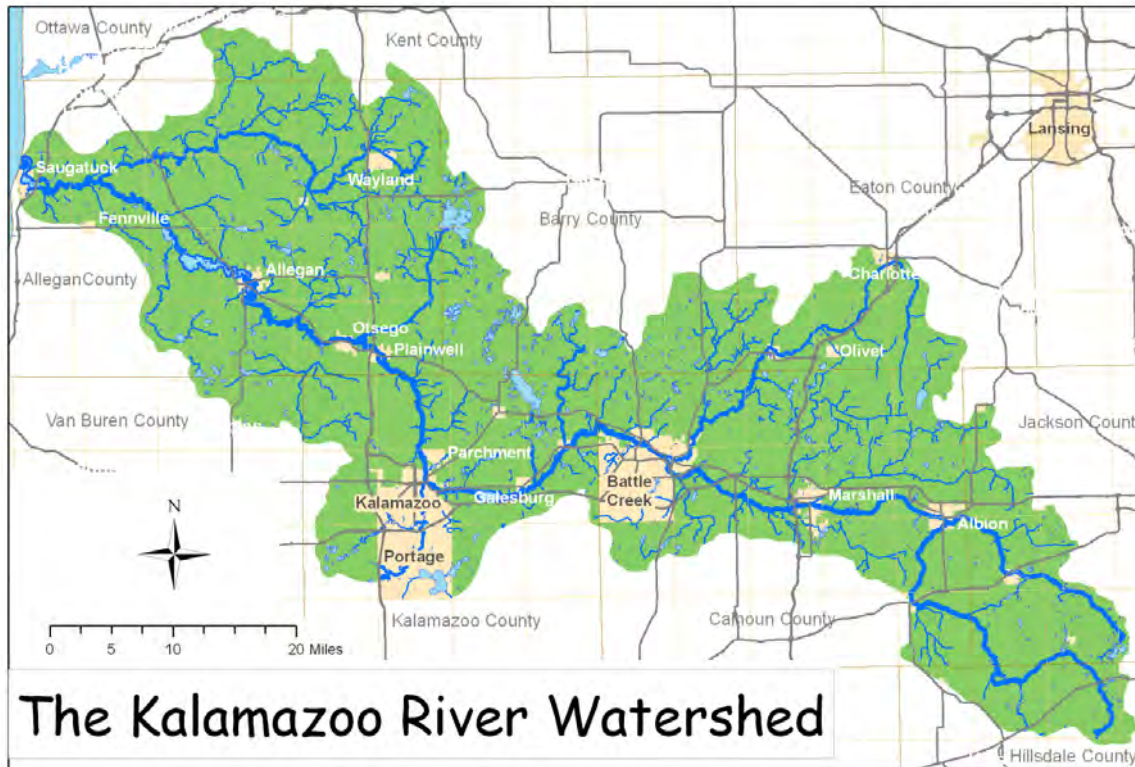 Ottawa County
Kent County
Lansing
Saugatuck
Wayland
Eaton County
Fennville
Barry County
Allegan
Charlotte
AlleganCounty
Otsego
Plainwell
Olivet
Van Buren County
Jackson County
Parchment
Kalamazoo
Galesburg
Battle
Creek
Marshall
Albion
N
Portage
Kalamazoo County
Calhoun County
0 5 10 20 Miles
The Kalamazoo River Watershed
Hillsdale County